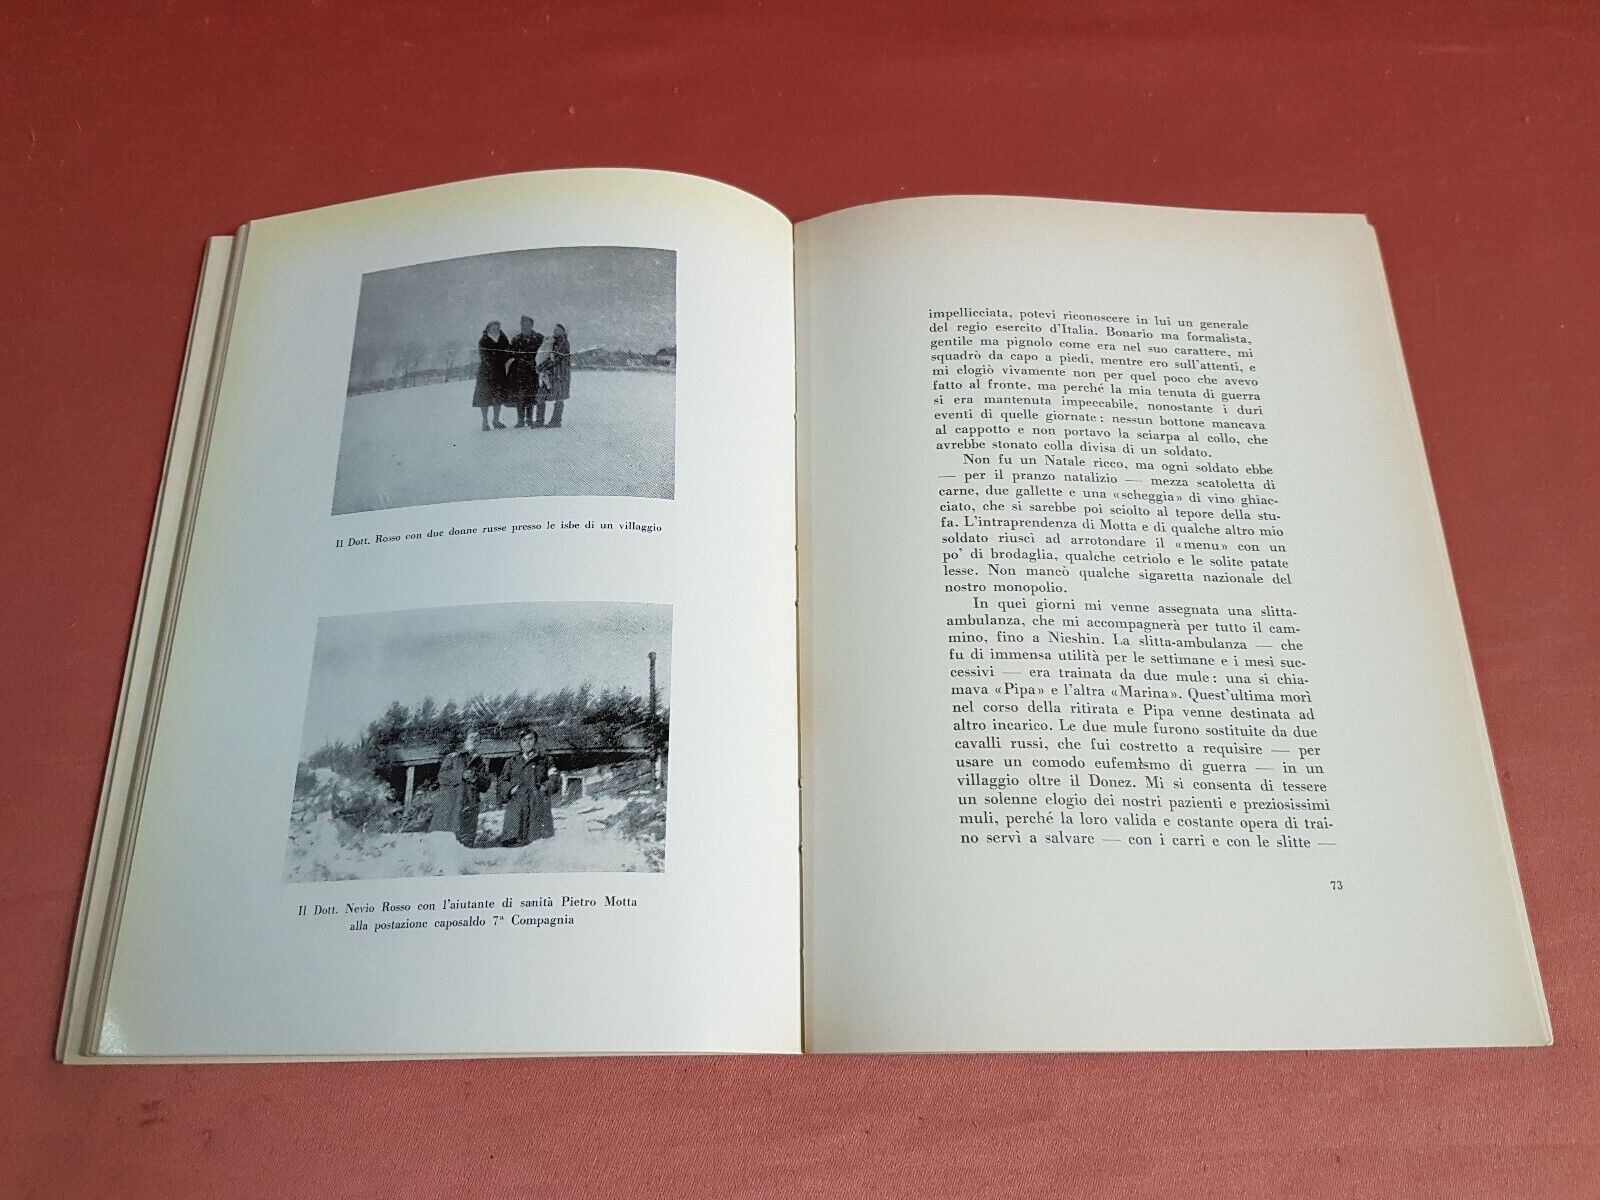 Il Dott. Rosso con due donne russe presso le isbe di un villaggio
Il Dott. Nevio Rosso con l'aiutante di sanità Pietro Motta
alla postazione caposaldo 7ª Compagnia
impellicciata, potevi riconoscere in lui un generale
del regio esercito d'Italia. Bonario ma formalista,
gentile ma pignolo come era nel suo carattere, mi
squadrò da capo a piedi, mentre ero sull'attenti, e
mi elogiò vivamente non per quel poco che avevo
fatto al fronte, ma perché la mia tenuta di guerra
si era mantenuta impeccabile, nonostante i duri
eventi di quelle giornate: nessun bottone mancava
al cappotto e non portavo la sciarpa al collo, che
avrebbe stonato colla divisa di un soldato.
Non fu un Natale ricco, ma ogni soldato ebbe
— per il pranzo natalizio — mezza scatoletta di
carne, due gallette e una «scheggia» di vino ghiac-
ciato, che si sarebbe poi sciolto al tepore della stu-
fa. L'intraprendenza di Motta e di qualche altro mio
soldato riuscì ad arrotondare il «menu» con un
po' di brodaglia, qualche cetriolo e le solite patate
lesse. Non mancò qualche sigaretta nazionale del
nostro monopolio.
In quei giorni mi venne assegnata una slitta-
ambulanza, che mi accompagnerà per tutto il cam-
mino, fino a Nieshin. La slitta-ambulanza — che
fu di immensa utilità per le settimane e i mesi suc-
cessivi — era trainata da due mule: una si chia-
mava «Pipa» e l'altra «Marina». Quest'ultima morì
nel corso della ritirata e Pipa venne destinata ad
altro incarico. Le due mule furono sostituite da due
cavalli russi, che fui costretto a requisire — per
usare un comodo eufemismo di guerra — in un
villaggio oltre il Donez. Mi si consenta di tessere
un solenne elogio dei nostri pazienti e preziosissimi
muli, perché la loro valida e costante opera di trai-
no servì a salvare — con i carri e con le slitte —
73